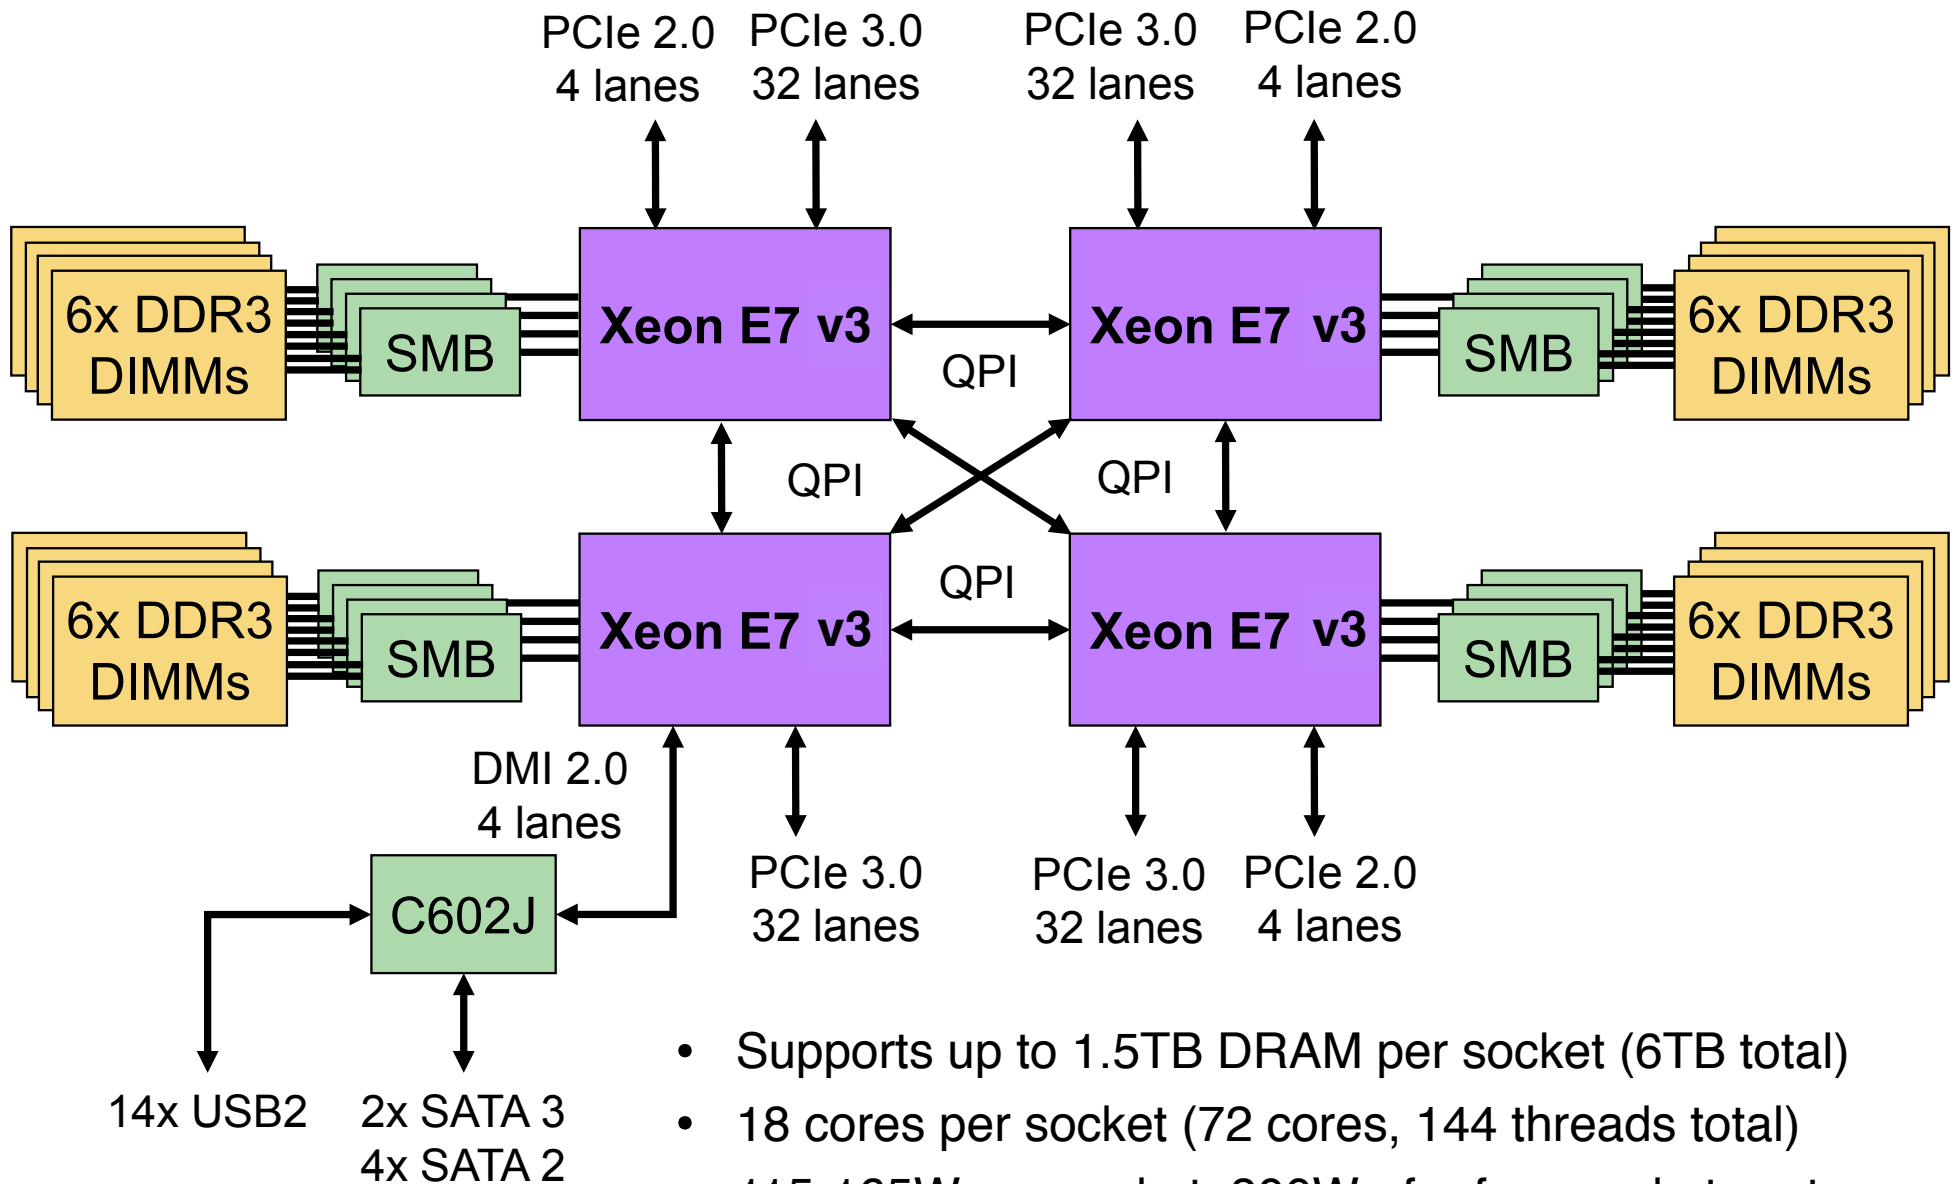 PCIe 2.0
4 lanes
PCIe 3.0
32 lanes
PCIe 3.0
32 lanes
PCIe 2.0
4 lanes
6x DDR3
DIMMs
SMB
Xeon E7 v3
QPI
Xeon E7 v3
SMB
6x DDR3
DIMMs
QPI
QPI
6x DDR3
DIMMs
SMB
Xeon E7 v3
QPI
Xeon E7 v3
SMB
6x DDR3
DIMMs
DMI 2.0
4 lanes
C602J
PCIe 3.0
32 lanes
PCIe 3.0
32 lanes
PCIe 2.0
4 lanes
14x USB2
2x SATA 3
4x SATA 2
• Supports up to 1.5TB DRAM per socket (6TB total)
• 18 cores per socket (72 cores, 144 threads total)